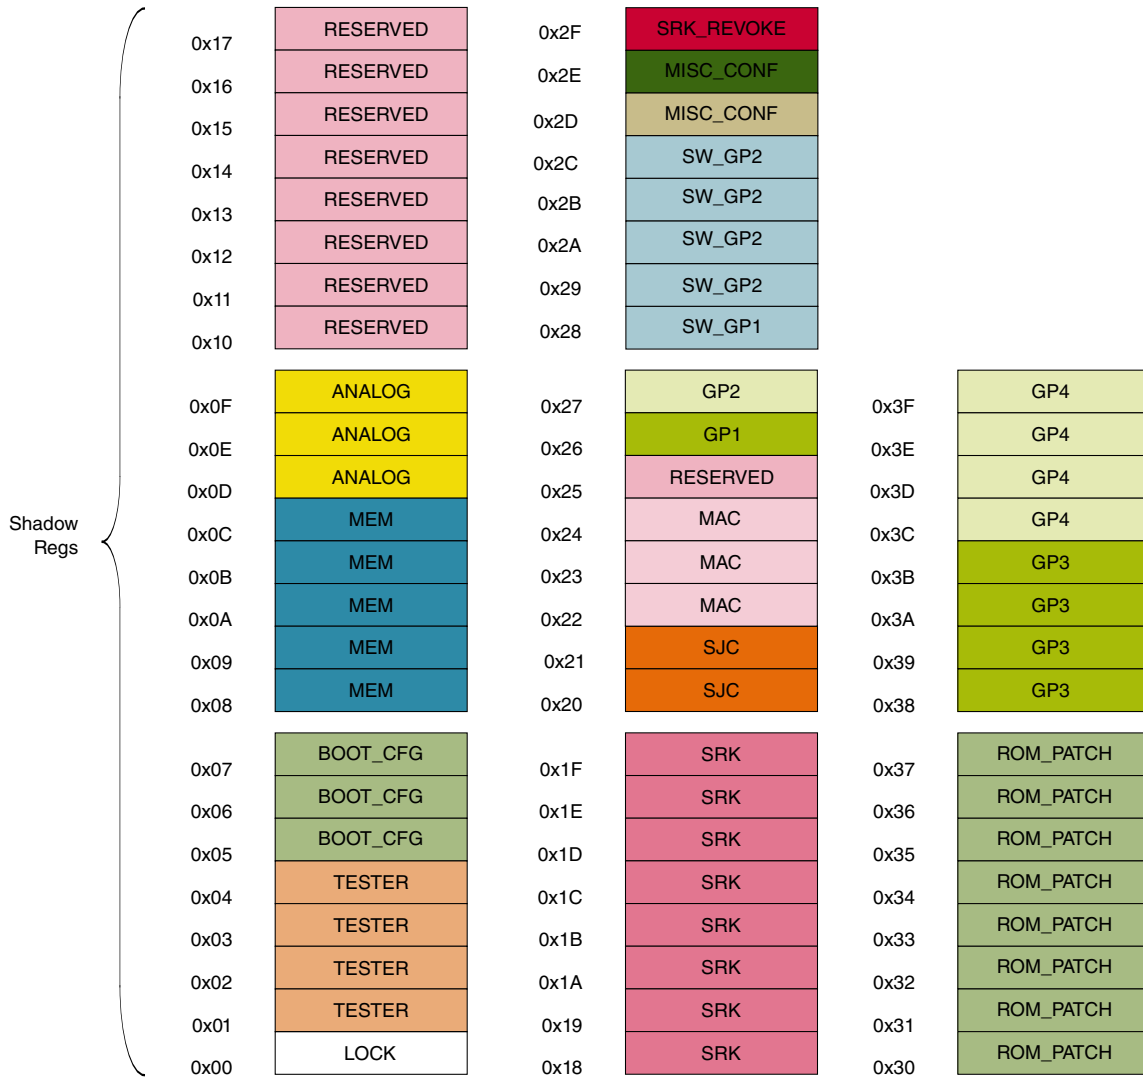 0x17 RESERVED 0x2F SRK_REVOKE
0x16 RESERVED 0x2E MISC_CONF
0x15 RESERVED 0x2D MISC_CONF
0x14 RESERVED 0x2C SW_GP2
0x13 RESERVED 0x2B SW_GP2
0x12 RESERVED 0x2A SW_GP2
0x11 RESERVED 0x29 SW_GP2
0x10 RESERVED 0x28 SW_GP1
0x0F ANALOG 0x27 GP2 0x3F GP4
0x0E ANALOG 0x26 GP1 0x3E GP4
0x0D ANALOG 0x25 RESERVED 0x3D GP4
Shadow
Regs
0x0C MEM 0x24 MAC 0x3C GP4
0x0B MEM 0x23 MAC 0x3B GP3
0x0A MEM 0x22 MAC 0x3A GP3
0x09 MEM 0x21 SJC 0x39 GP3
0x08 MEM 0x20 SJC 0x38 GP3
0x07 BOOT_CFG 0x1F SRK 0x37 ROM_PATCH
0x06 BOOT_CFG 0x1E SRK 0x36 ROM_PATCH
0x05 BOOT_CFG 0x1D SRK 0x35 ROM_PATCH
0x04 TESTER 0x1C SRK 0x34 ROM_PATCH
0x03 TESTER 0x1B SRK 0x33 ROM_PATCH
0x02 TESTER 0x1A SRK 0x32 ROM_PATCH
0x01 TESTER 0x19 SRK 0x31 ROM_PATCH
0x00 LOCK 0x18 SRK 0x30 ROM_PATCH